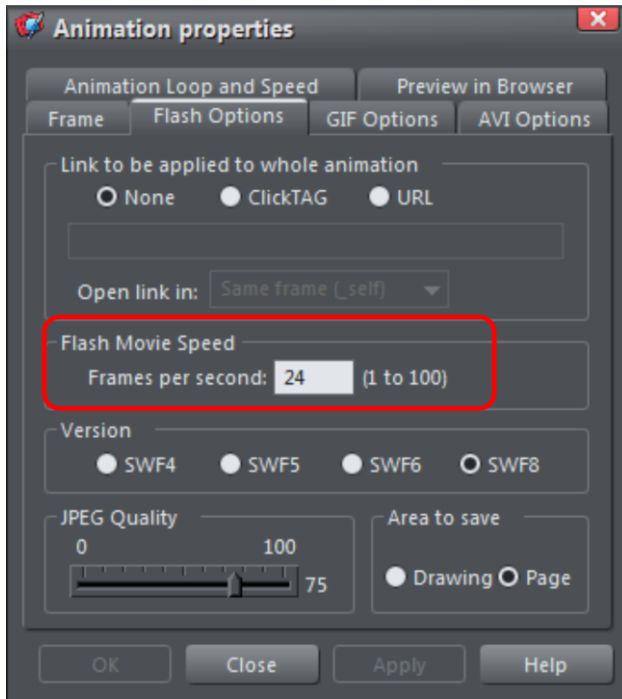 Animation properties
Animation Loop and Speed
Preview in Browser
Frame
Flash Options
GIF Options
AVI Options
Link to be applied to whole animation
None ClickTAG URL
Open link in: Same frame (_self)
Flash Movie Speed
Frames per second: 24 (1 to 100)
Version
SWF4 SWF5 SWF6 SWF8
JPEG Quality
0 100
75
Area to save
Drawing Page
OK Close Apply Help